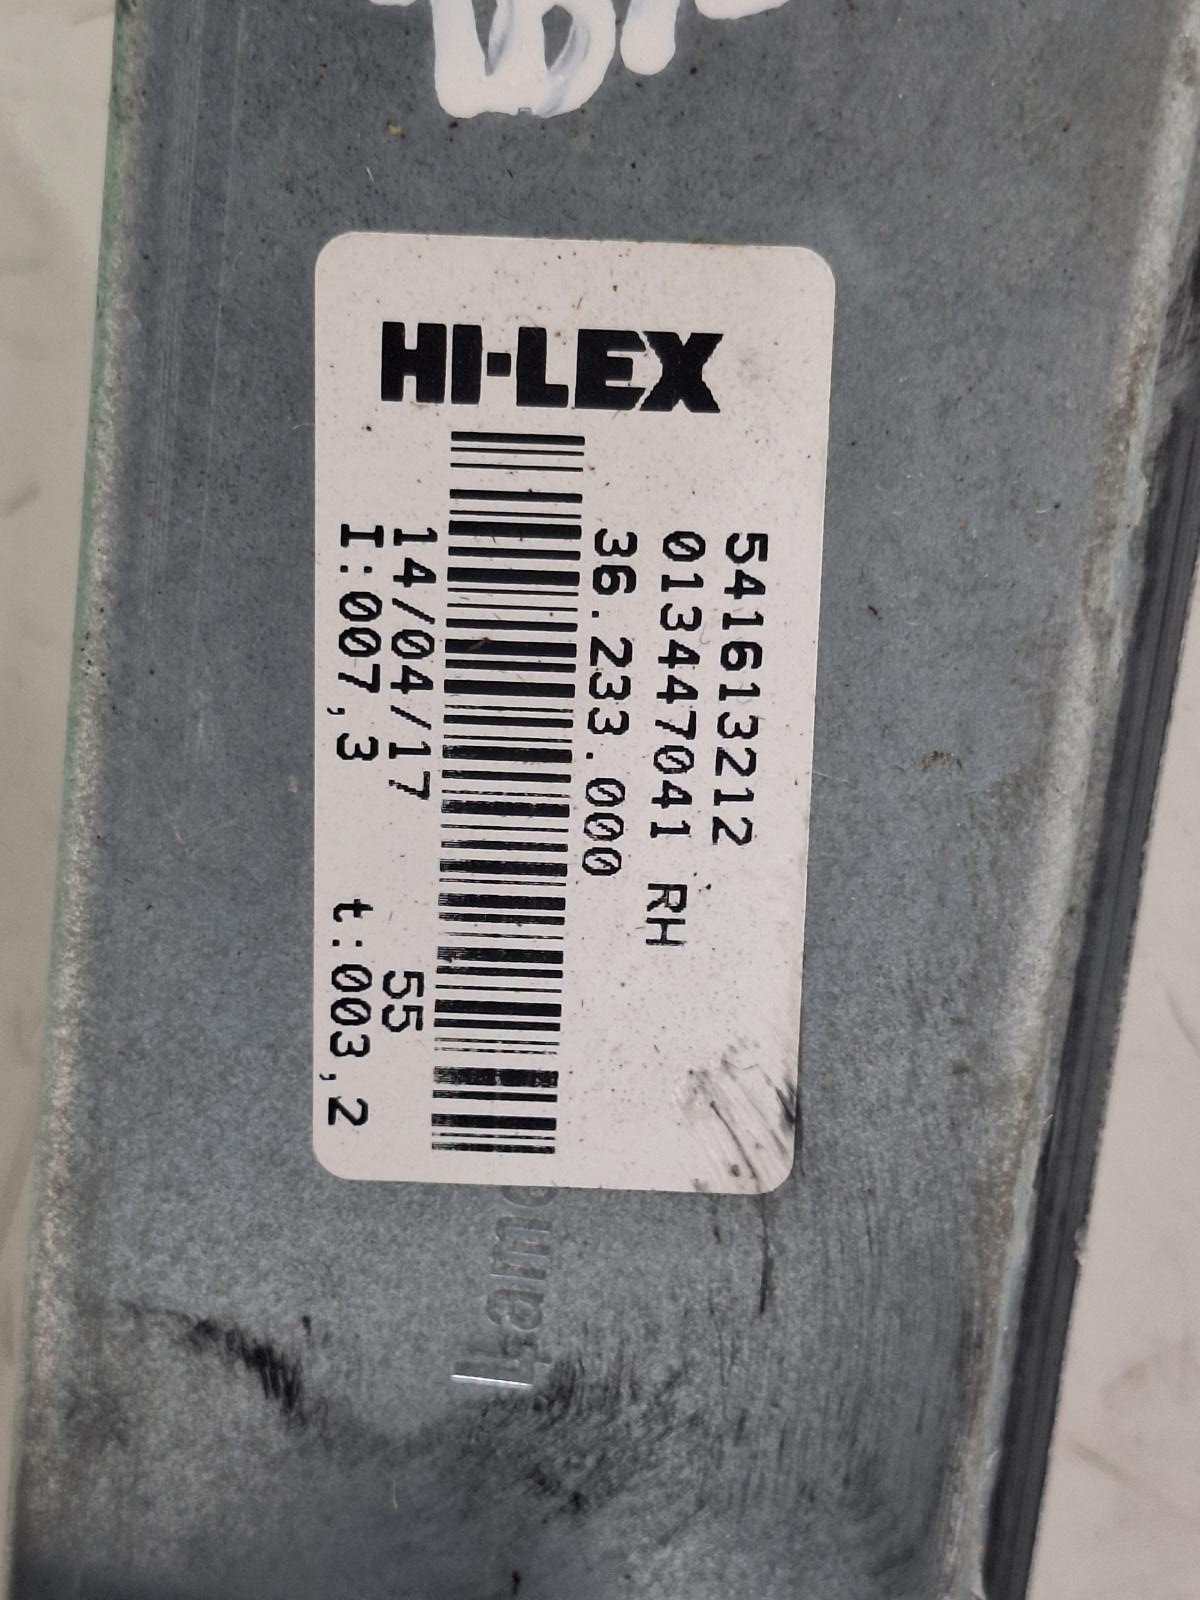 HI-LEX
541613212
013447041 RH
36.233.000
14/04/17 55
I:007,3 t:003,2